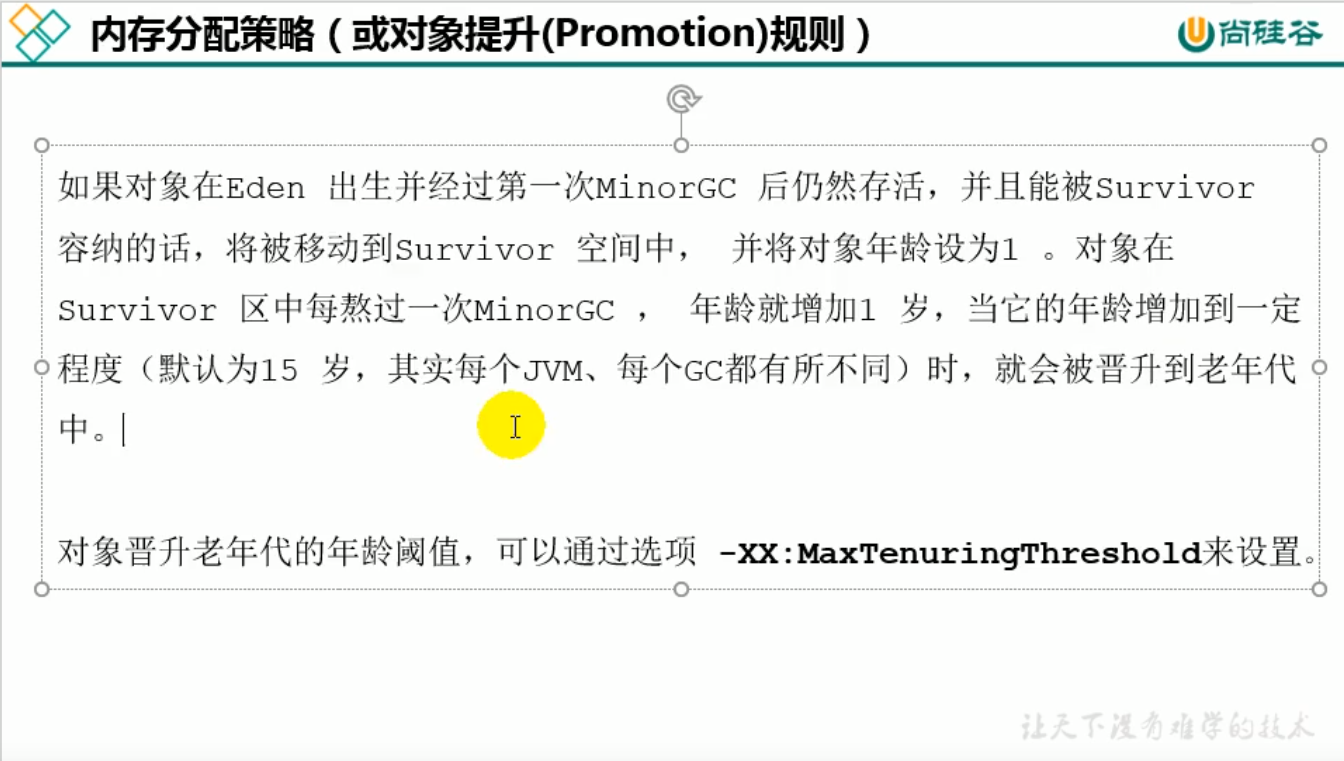 内存分配策略（或对象提升(Promotion)规则）
尚硅谷
如果对象在Eden 出生并经过第一次MinorGC 后仍然存活，并且能被Survivor
容纳的话，将被移动到Survivor 空间中， 并将对象年龄设为1 。对象在
Survivor 区中每熬过一次MinorGC ， 年龄就增加1 岁，当它的年龄增加到一定
程度（默认为15 岁，其实每个JVM、每个GC都有所不同）时，就会被晋升到老年代
中。
对象晋升老年代的年龄阈值，可以通过选项 -XX:MaxTenuringThreshold来设置。
让天下没有难学的技术